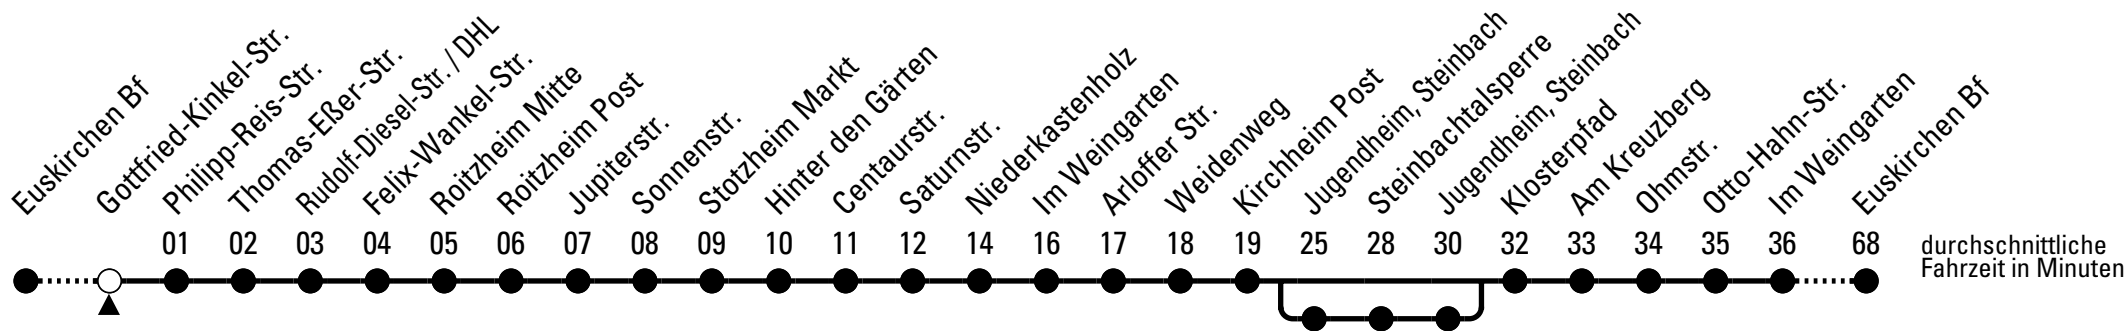 Euskirchen Bf
Gottfried-Kinkel-Str.
Philipp-Reis-Str.
Thomas-Eßer-Str.
Rudolf-Diesel-Str. / DHL
Felix-Wankel-Str.
Roitzheim Mitte
Roitzheim Post
Jupiterstr.
Sonnenstr.
Stotzheim Markt
Hinter den Gärten
Centaurstr.
Saturnstr.
Niederkastenholz
Im Weingarten
Arloffer Str.
Weidenweg
Kirchheim Post
Jugendheim, Steinbach
Steinbachtalsperre
Jugendheim, Steinbach
Klosterpfad
Am Kreuzberg
Ohmstr.
Otto-Hahn-Str.
Im Weingarten
Euskirchen Bf
01 02 03 04 05 06 07 08 09 10 11 12 14 16 17 18 19 25 28 30 32 33 34 35 36 68
durchschnittliche
Fahrzeit in Minuten